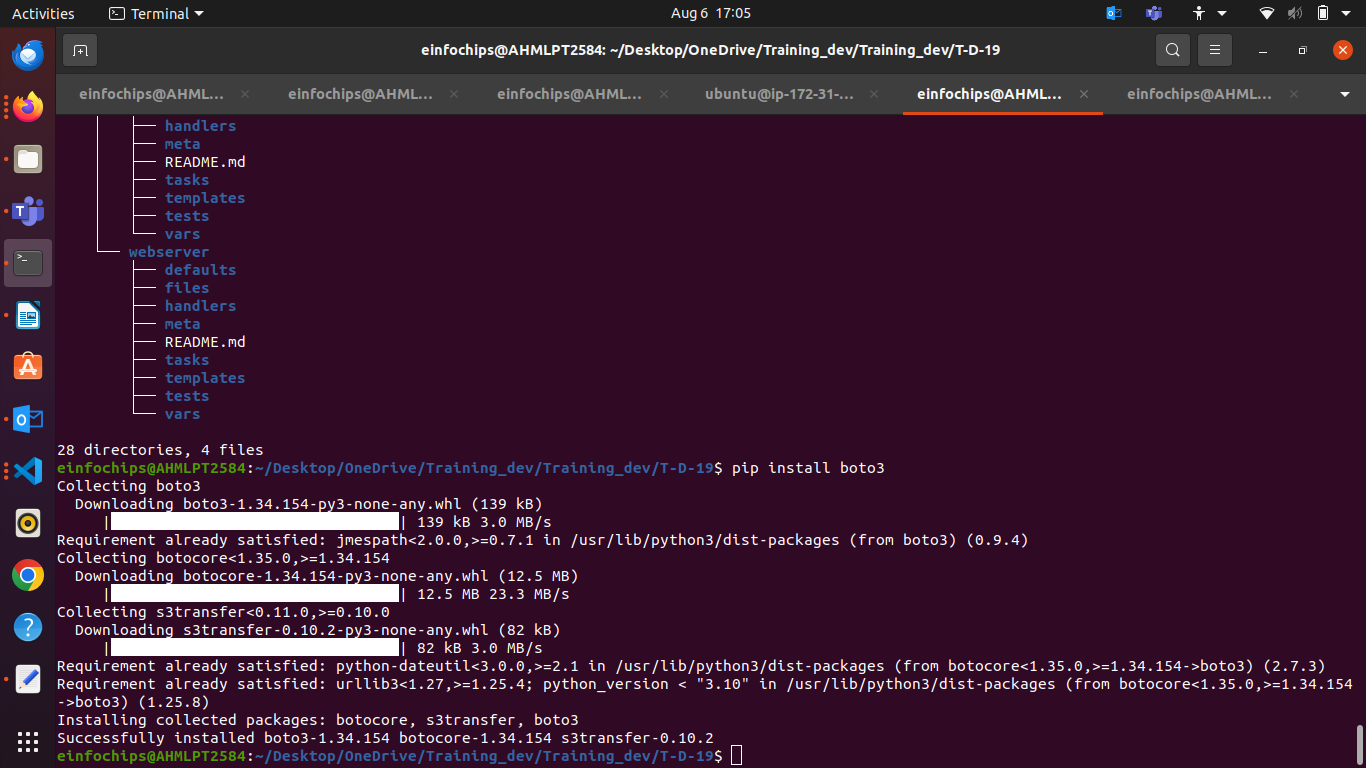 Activities
Terminal
Aug 6 17:05
einfochips@AHMLPT2584: ~/Desktop/OneDrive/Training_dev/Training_dev/T-D-19
einfochips@AHML... × einfochips@AHML... × einfochips@AHML... × ubuntu@ip-172-31-... × einfochips@AHML... × einfochips@AHML... ×
├── handlers
├── meta
├── README.md
├── tasks
├── templates
├── tests
└── vars
└── webserver
├── defaults
├── files
├── handlers
├── meta
├── README.md
├── tasks
├── templates
├── tests
└── vars
28 directories, 4 files
einfochips@AHMLPT2584:~/Desktop/OneDrive/Training_dev/Training_dev/T-D-19$ pip install boto3
Collecting boto3
Downloading boto3-1.34.154-py3-none-any.whl (139 kB)
|████████████████████████████████| 139 kB 3.0 MB/s
Requirement already satisfied: jmespath<2.0.0,>=0.7.1 in /usr/lib/python3/dist-packages (from boto3) (0.9.4)
Collecting botocore<1.35.0,>=1.34.154
Downloading botocore-1.34.154-py3-none-any.whl (12.5 MB)
|████████████████████████████████| 12.5 MB 23.3 MB/s
Collecting s3transfer<0.11.0,>=0.10.0
Downloading s3transfer-0.10.2-py3-none-any.whl (82 kB)
|████████████████████████████████| 82 kB 3.0 MB/s
Requirement already satisfied: python-dateutil<3.0.0,>=2.1 in /usr/lib/python3/dist-packages (from botocore<1.35.0,>=1.34.154->boto3) (2.7.3)
Requirement already satisfied: urllib3<1.27,>=1.25.4; python_version < "3.10" in /usr/lib/python3/dist-packages (from botocore<1.35.0,>=1.34.154
->boto3) (1.25.8)
Installing collected packages: botocore, s3transfer, boto3
Successfully installed boto3-1.34.154 botocore-1.34.154 s3transfer-0.10.2
einfochips@AHMLPT2584:~/Desktop/OneDrive/Training_dev/Training_dev/T-D-19$